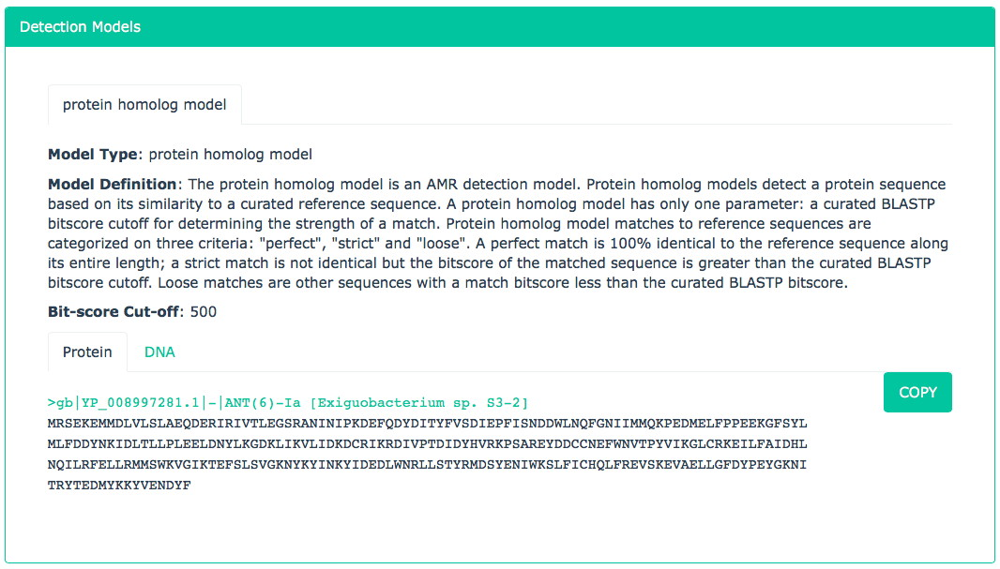 Detection Models
protein homolog model
Model Type: protein homolog model
Model Definition: The protein homolog model is an AMR detection model. Protein homolog models detect a protein sequence
based on its similarity to a curated reference sequence. A protein homolog model has only one parameter: a curated BLASTP
bitscore cutoff for determining the strength of a match. Protein homolog model matches to reference sequences are
categorized on three criteria: "perfect", "strict" and "loose". A perfect match is 100% identical to the reference sequence along
its entire length; a strict match is not identical but the bitscore of the matched sequence is greater than the curated BLASTP
bitscore cutoff. Loose matches are other sequences with a match bitscore less than the curated BLASTP bitscore.
Bit-score Cut-off: 500
Protein DNA
COPY
>gb|YP_008997281.1|-|ANT(6)-Ia [Exiguobacterium sp. S3-2]
MRSEKEMMDLVLSLAEQDERIRIVTLEGSRANINIPKDEFQDYDITYFVSDIEPFISNDDWLNQFGNIIMMQKPEDMELFPPEEKGFSYL
MLFDDYNKIDLTLLPLEELDNYLKGDKLIKVLIDKDCRIKRDIVPTDIDYHVRKPSAREYDDCCNEFWNVTPYVIKGLCRKEILFAIDHL
NQILRFELLRMMSWKVGIKTEFSLSVGKNYKYINKYIDEDLWNRLLSTYRMDSYENIWKSLFICHQLFREVSKEVAELLGFDYPEYGKNI
TRYTEDMYKKYVENDYF